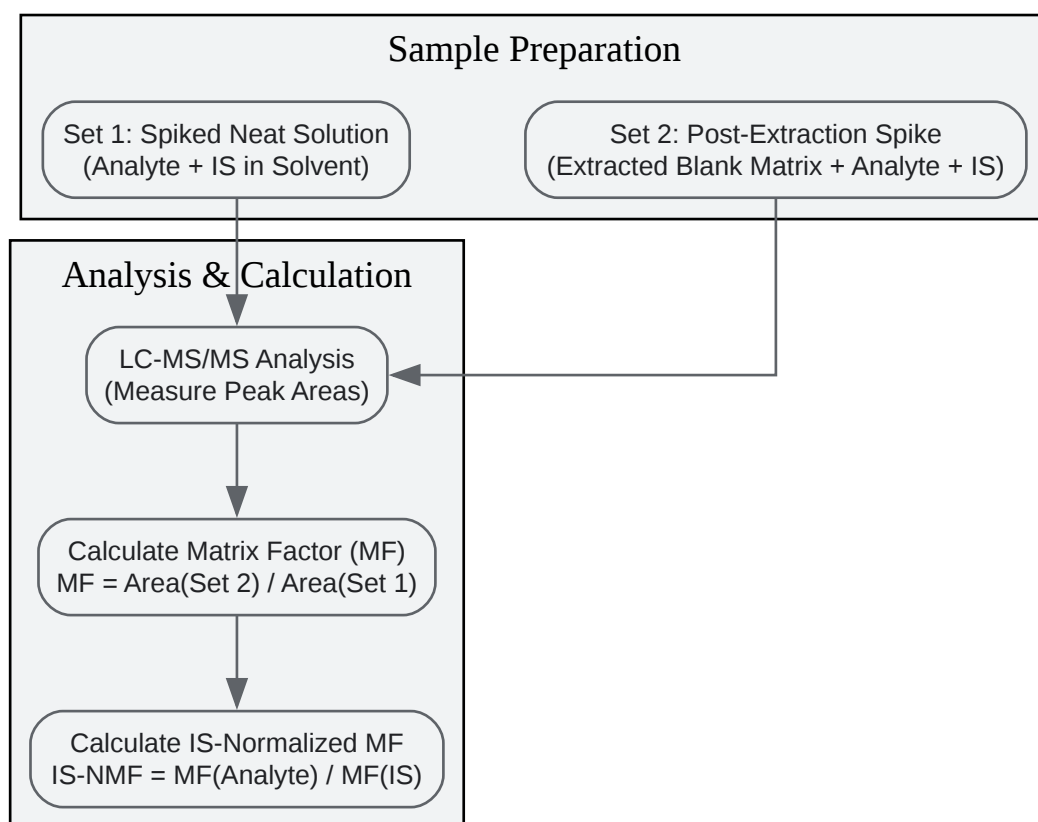 Sample Preparation
Set 1: Spiked Neat Solution
(Analyte + IS in Solvent)
Set 2: Post-Extraction Spike
(Extracted Blank Matrix + Analyte + IS)
Analysis & Calculation
LC-MS/MS Analysis
(Measure Peak Areas)
Calculate Matrix Factor (MF)
MF = Area(Set 2) / Area(Set 1)
Calculate IS-Normalized MF
IS-NMF = MF(Analyte) / MF(IS)